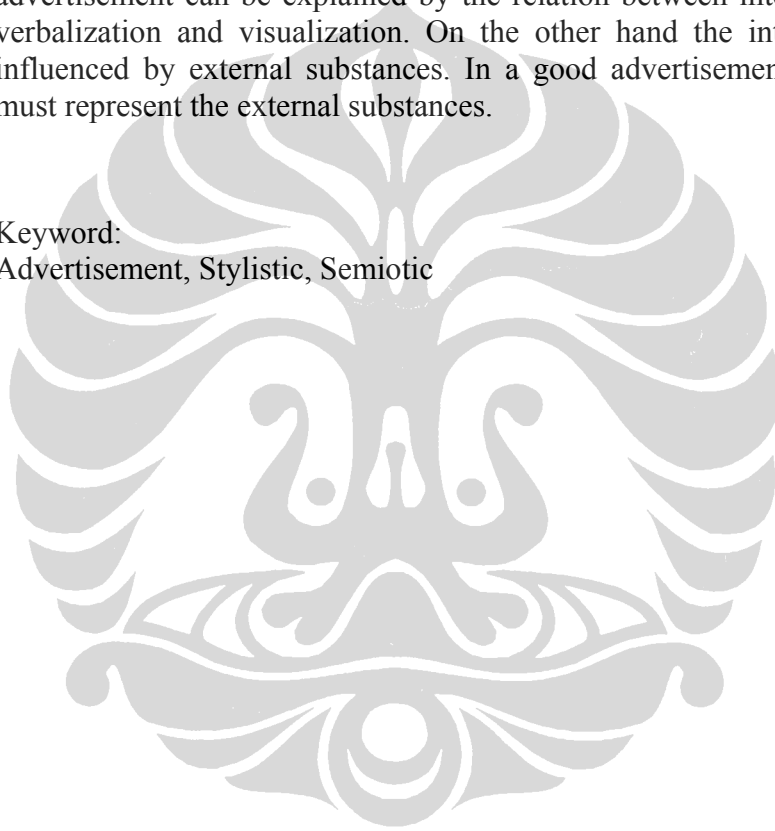 advertisement can be explained by the relation between
verbalization and visualization. On the other hand the
influenced by external substances. In a good
must represent the external substances.
Keyword:
Advertisement, Stylistic, Semiotic